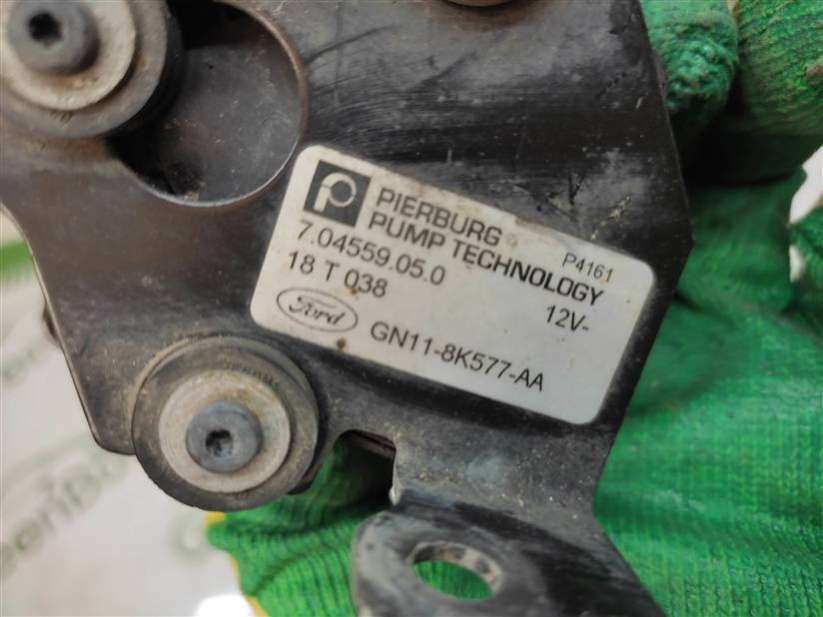 PIERBURG
PUMP TECHNOLOGY
P4161
7.04559.05.0
18 T 038
12V-
Ford
GN11-8K577-AA